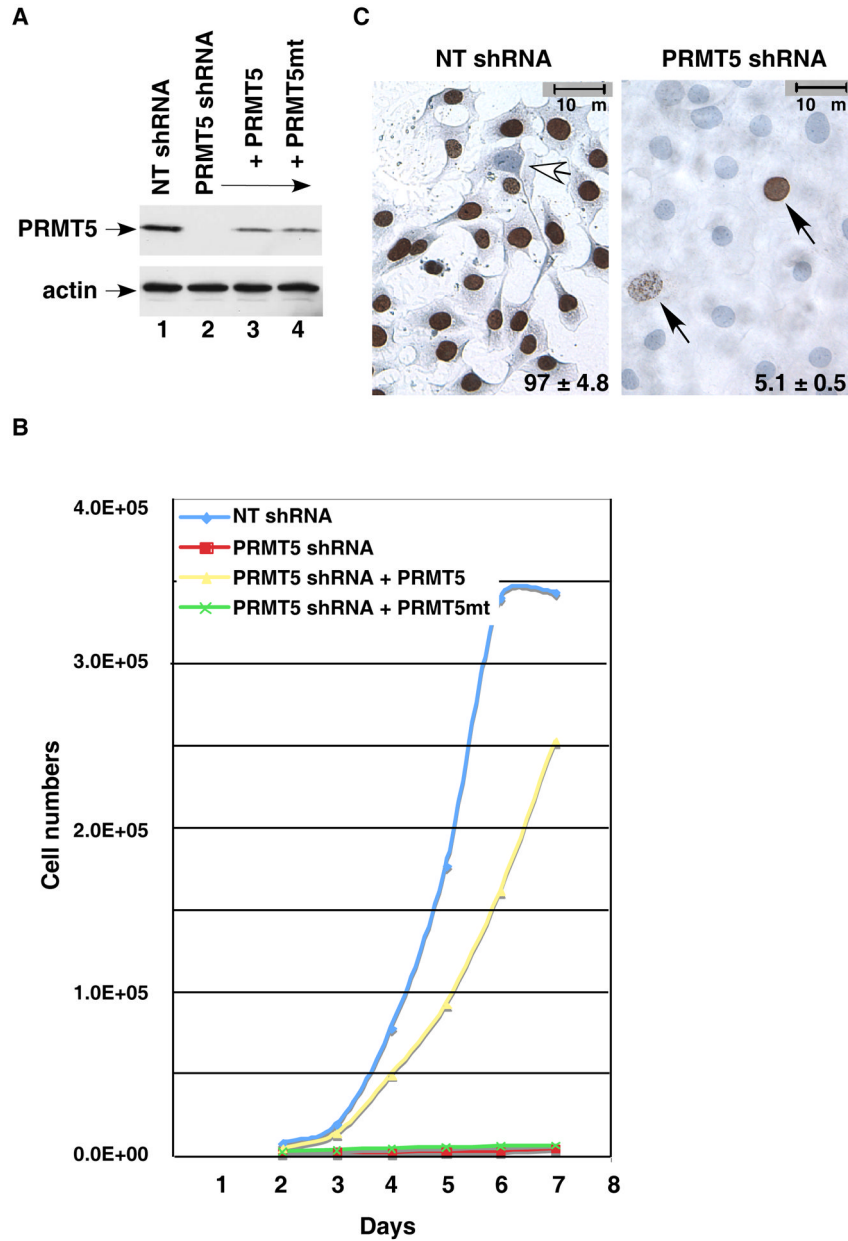 A
NT shRNA
PRMT5 shRNA
+ PRMT5
+ PRMT5mt
PRMT5
actin
1 2 3 4
C
NT shRNA
PRMT5 shRNA
10 m
10 m
97 ± 4.8
5.1 ± 0.5
B
NT shRNA
PRMT5 shRNA
PRMT5 shRNA + PRMT5
PRMT5 shRNA + PRMT5mt
4.0E+05
3.0E+05
2.0E+05
1.0E+05
0.0E+00
Cell numbers
1 2 3 4 5 6 7 8
Days